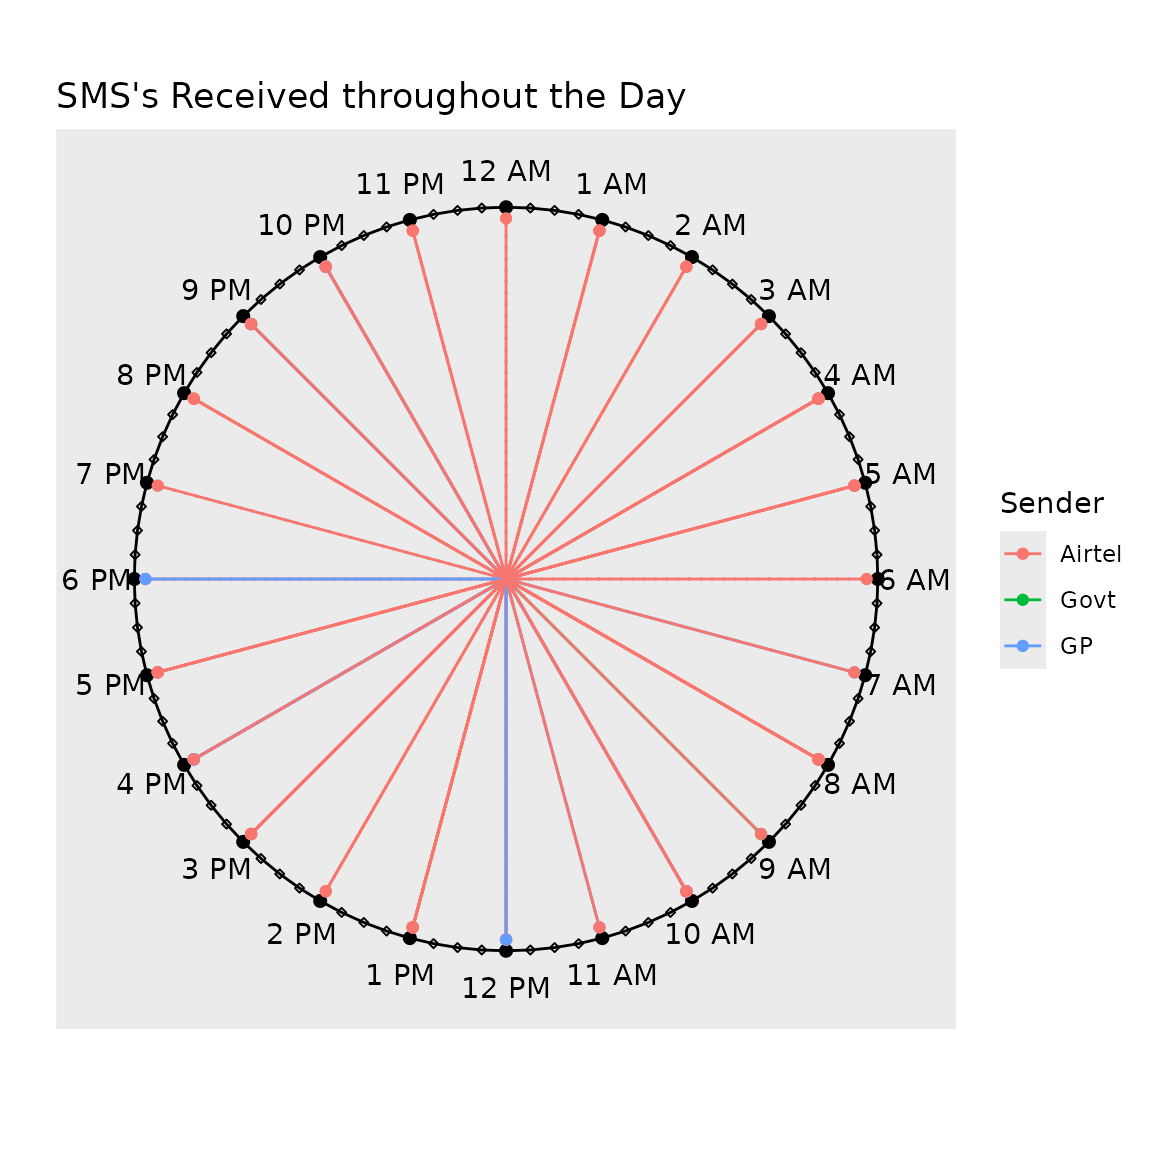 SMS's Received throughout the Day
12 AM
11 PM
1 AM
10 PM
2 AM
9 PM
3 AM
8 PM
4 AM
7 PM
5 AM
6 PM
6 AM
5 PM
7 AM
4 PM
8 AM
3 PM
9 AM
2 PM
10 AM
1 PM
11 AM
12 PM
Sender
Airtel
Govt
GP